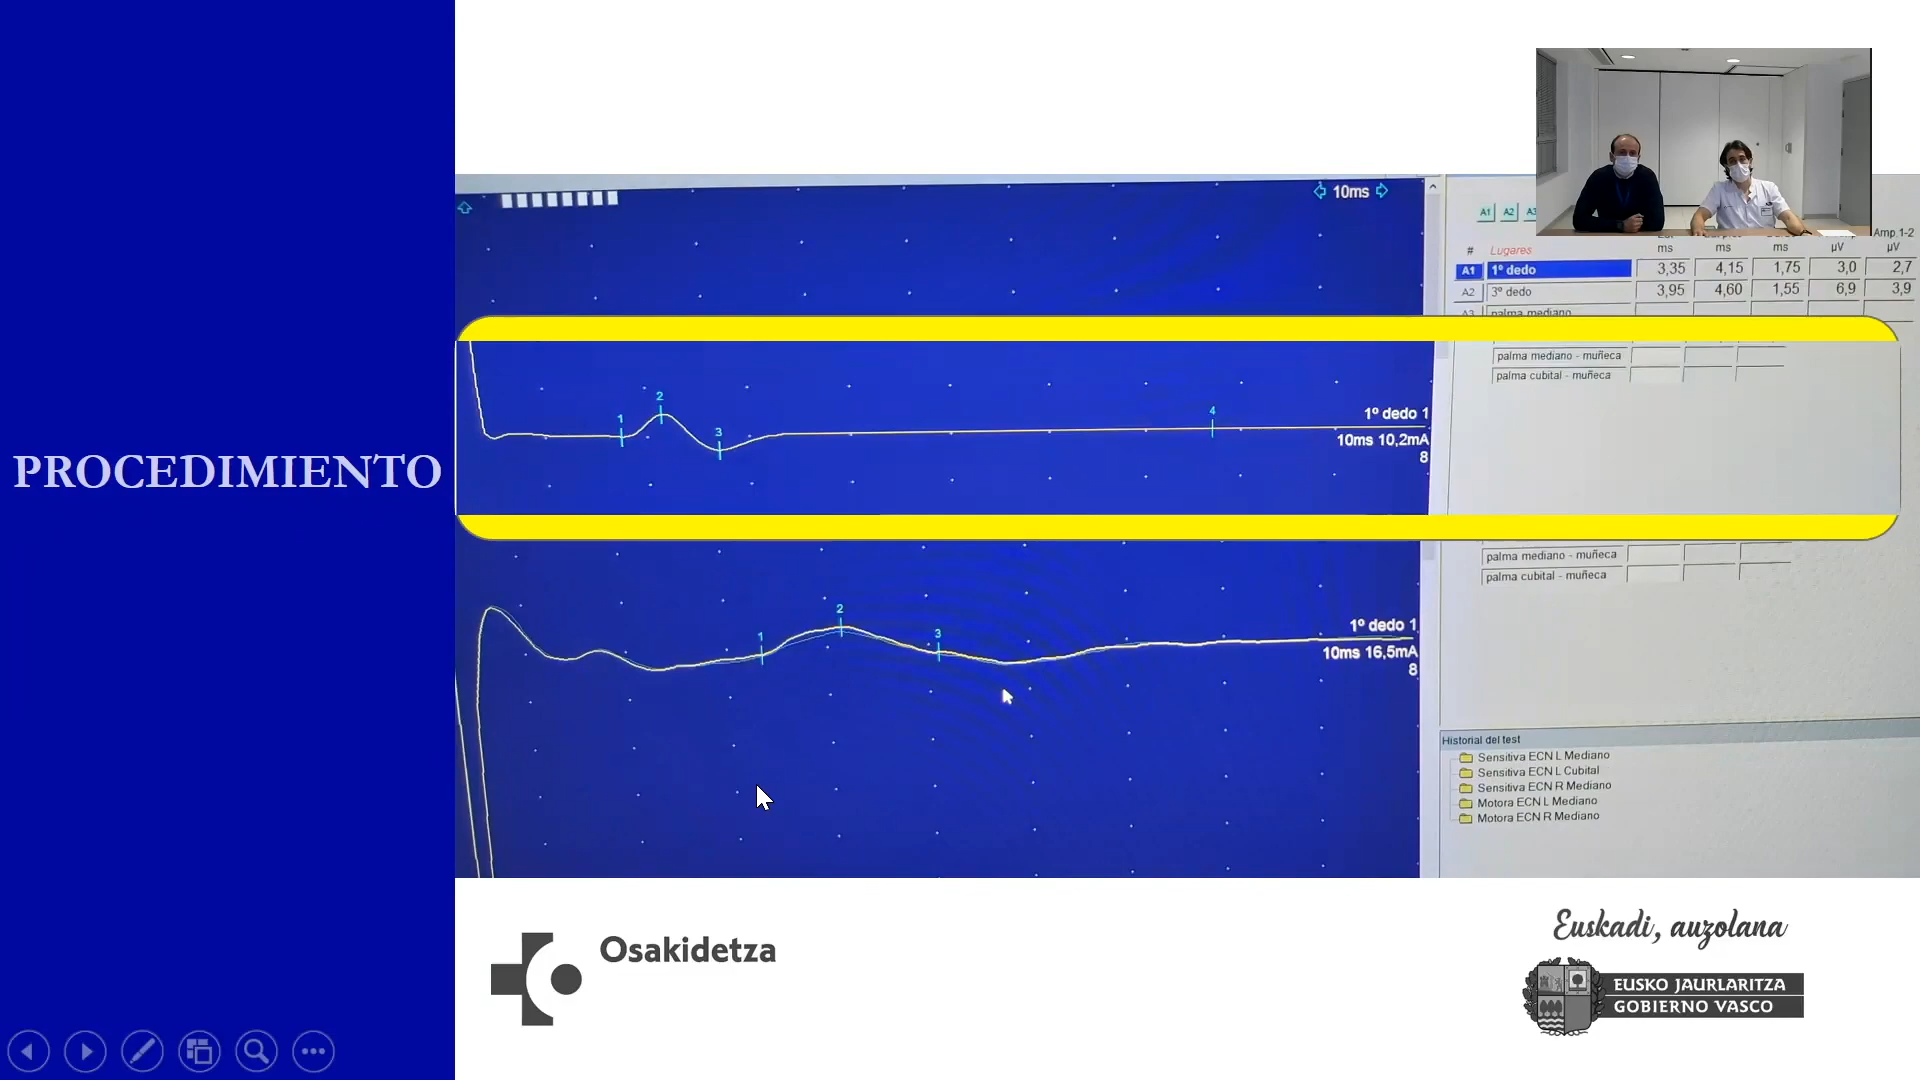 PROCEDIMIENTO
10ms
A1 A2 A3
Amp.1-2
# Lugares ms ms ms µV µV
A1 1º dedo 3,35 4,15 1,75 3,0 2,7
A2 3º dedo 3,95 4,60 1,55 6,9 3,9
A3 palma mediano
palma mediano - muñeca
palma cubital - muñeca
1 2 3 4
1º dedo 1
10ms 10,2mA
8
palma mediano - muñeca
palma cubital - muñeca
1 2 3
1º dedo 1
10ms 16,5mA
8
Historial del test
Sensitiva ECN L Mediano
Sensitiva ECN L Cubital
Sensitiva ECN R Mediano
Motora ECN L Mediano
Motora ECN R Mediano
Osakidetza
Euskadi, auzolana
EUSKO JAURLARITZA
GOBIERNO VASCO